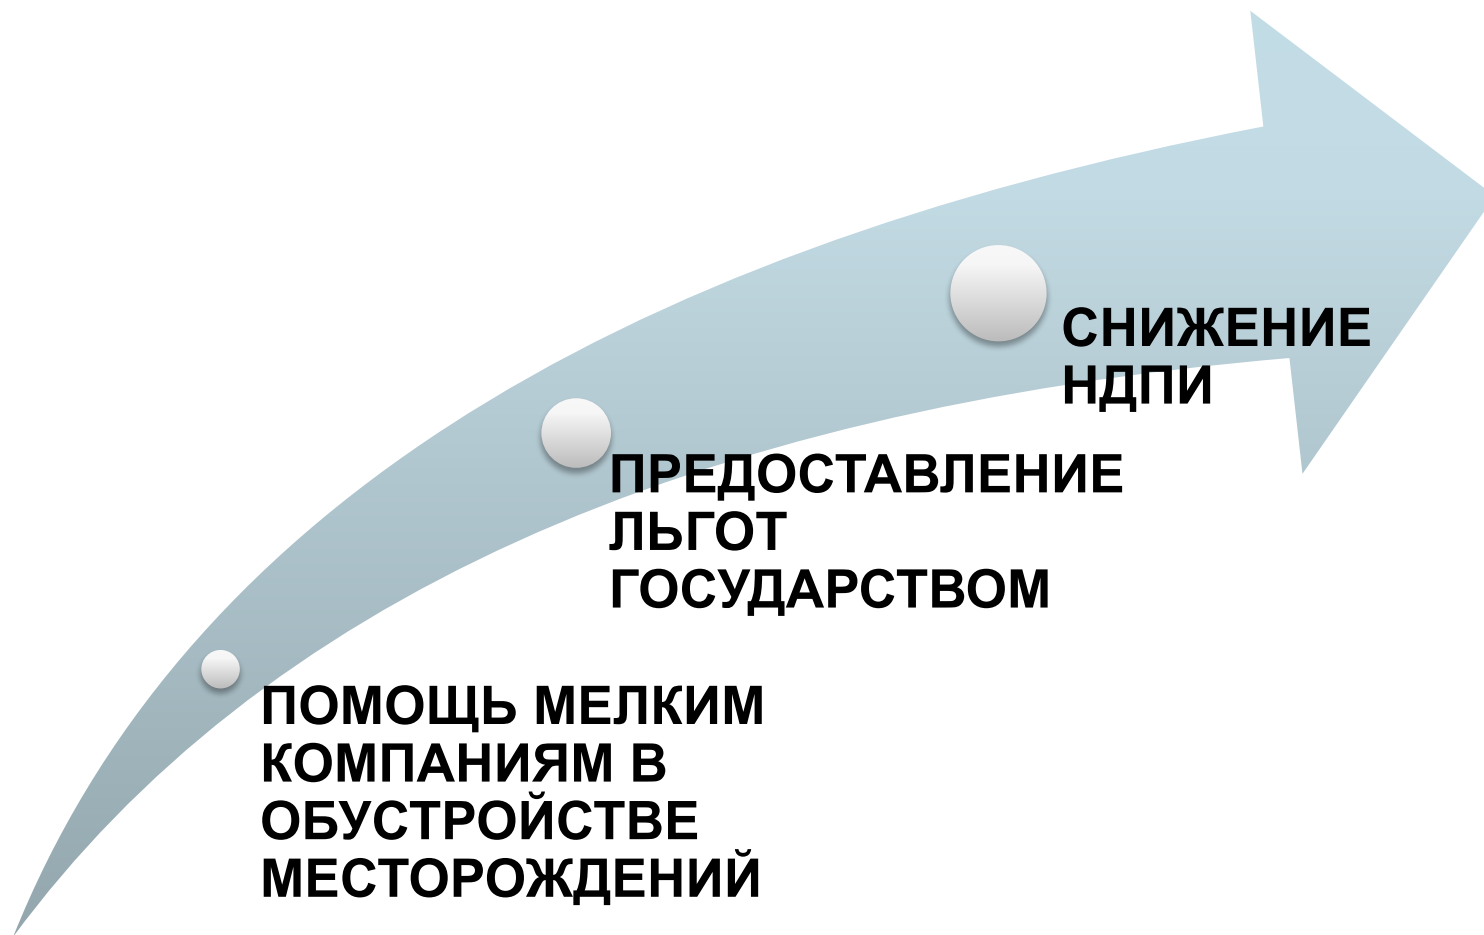 СНИЖЕНИЕ
НДПИ
ПРЕДОСТАВЛЕНИЕ
ЛЬГОТ
ГОСУДАРСТВОМ
ПОМОЩЬ МЕЛКИМ
КОМПАНИЯМ В
ОБУСТРОЙСТВЕ
МЕСТОРОЖДЕНИЙ